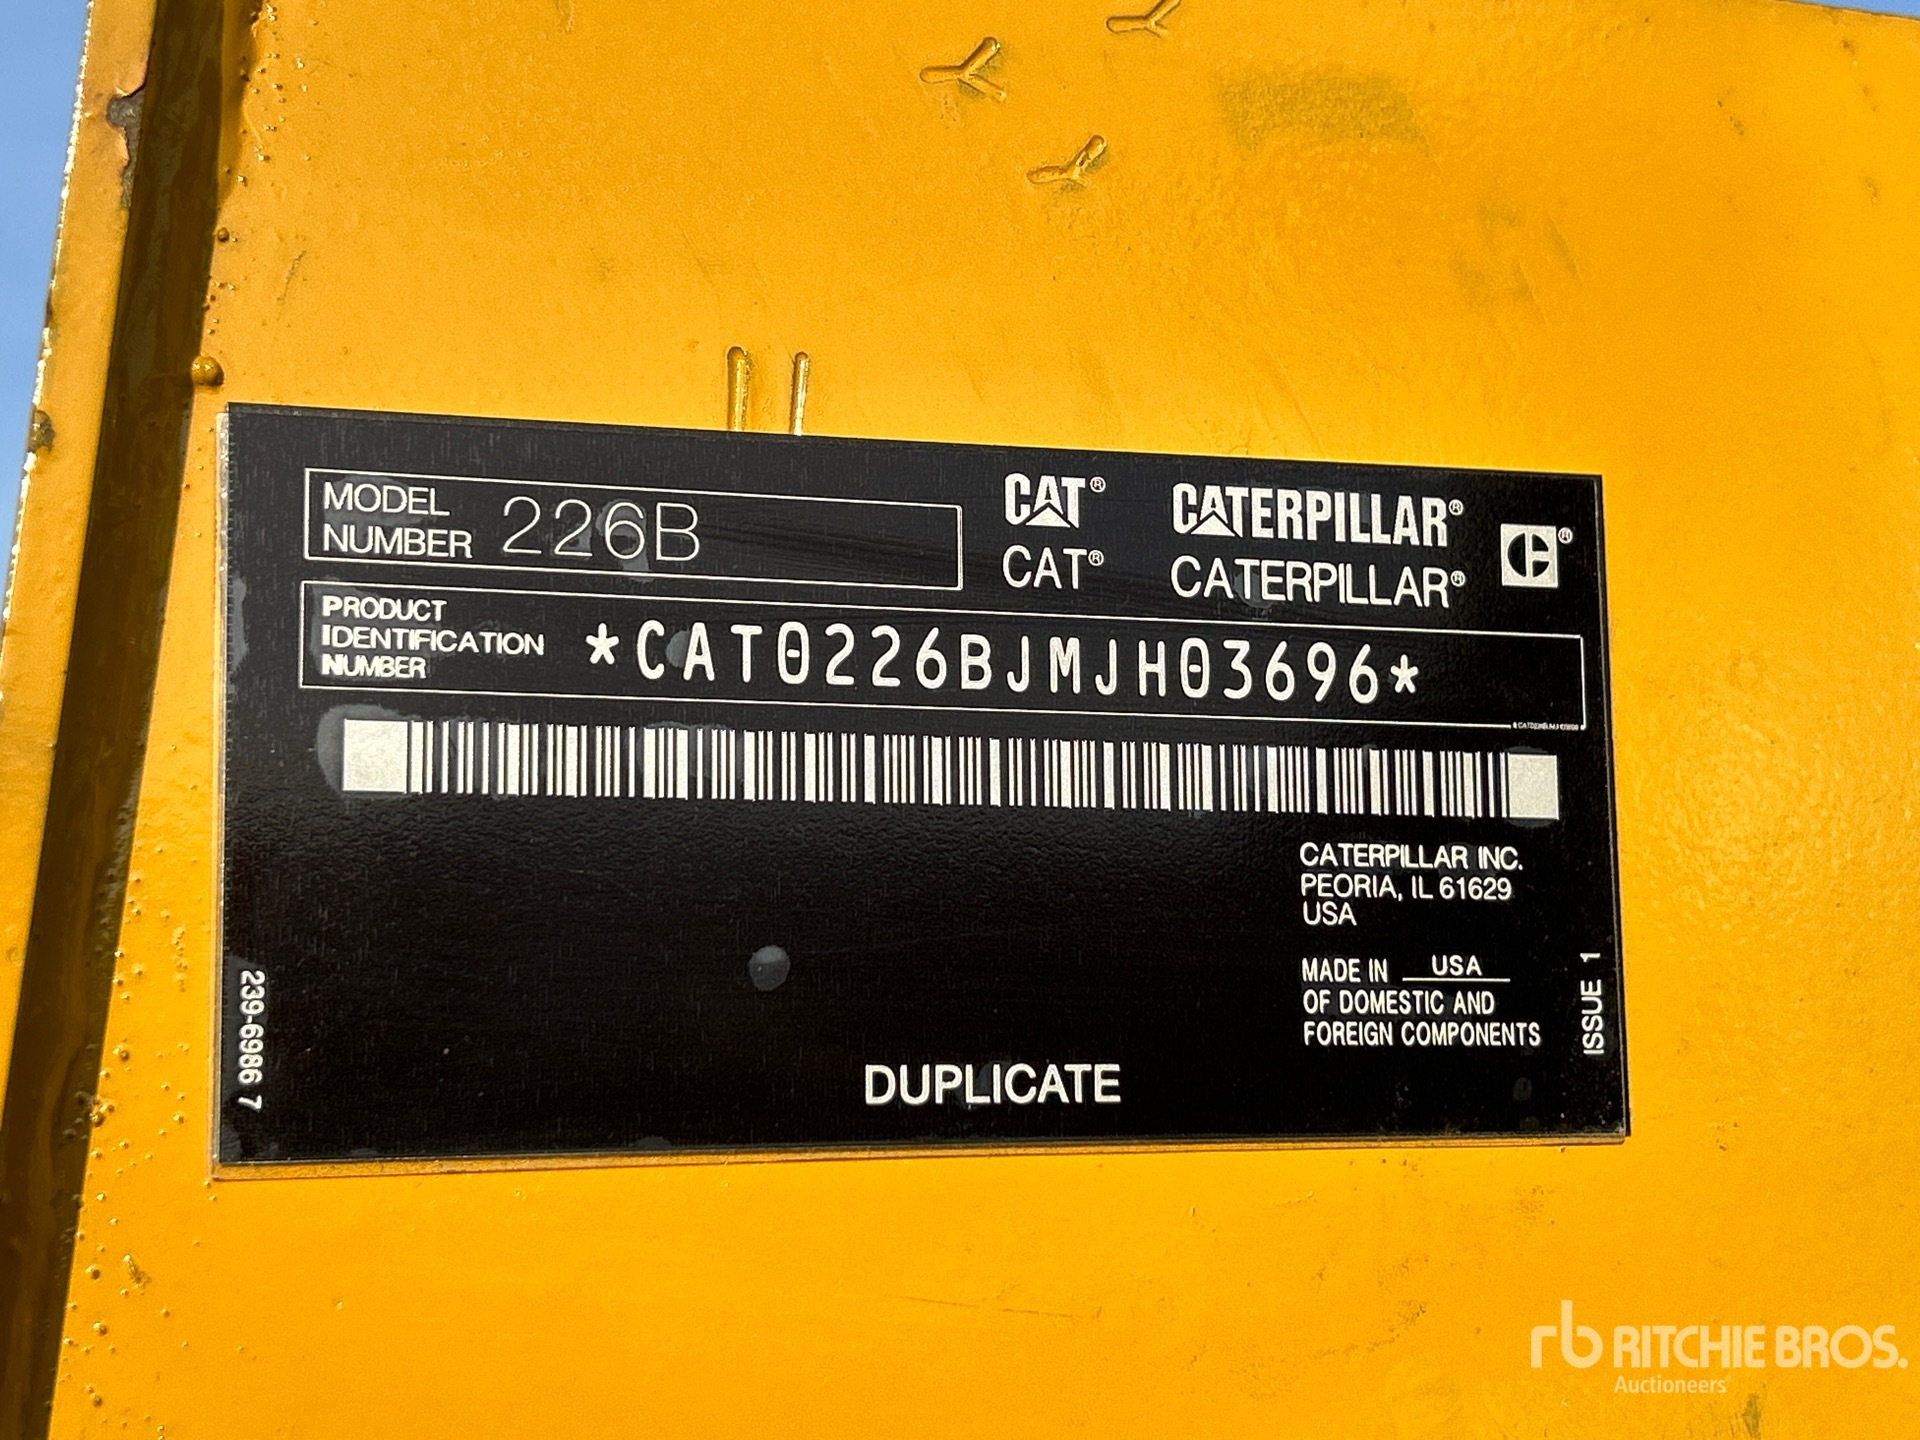 MODEL
NUMBER 226B
CAT® CATERPILLAR®
CAT® CATERPILLAR®
PRODUCT
IDENTIFICATION
NUMBER
*CAT0226BJMJH03696*
CATERPILLAR INC.
PEORIA, IL 61629
USA
MADE IN USA
OF DOMESTIC AND
FOREIGN COMPONENTS
ISSUE 1
239-6986 7
DUPLICATE
rb RITCHIE BROS.
Auctioneers